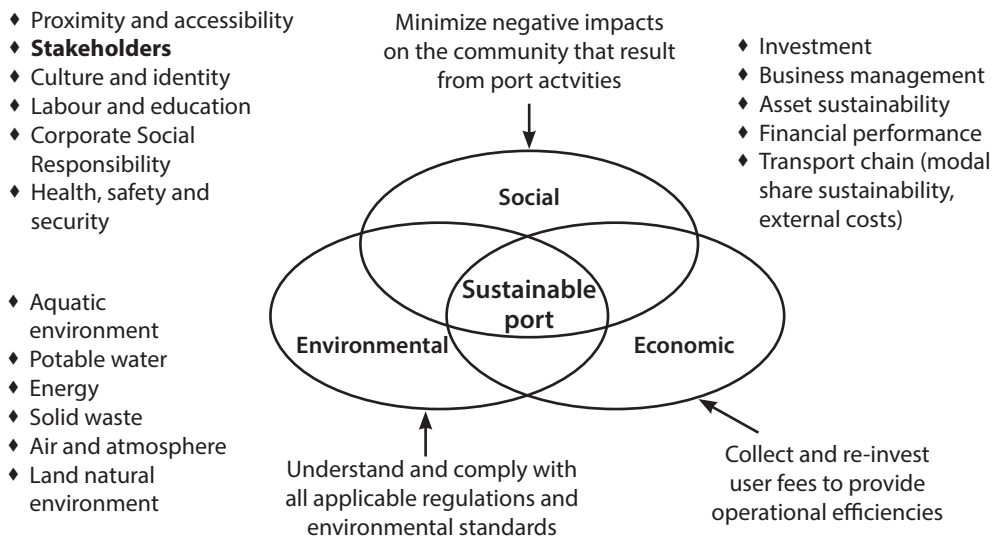 ♦ Proximity and accessibility
♦ Stakeholders
♦ Culture and identity
♦ Labour and education
♦ Corporate Social
Responsibility
♦ Health, safety and
security
Minimize negative impacts
on the community that result
from port actvities
♦ Investment
♦ Business management
♦ Asset sustainability
♦ Financial performance
♦ Transport chain (modal
share sustainability,
external costs)
Social
Sustainable
port
Environmental
Economic
♦ Aquatic
environment
♦ Potable water
♦ Energy
♦ Solid waste
♦ Air and atmosphere
♦ Land natural
environment
Understand and comply with
all applicable regulations and
environmental standards
Collect and re-invest
user fees to provide
operational efficiencies